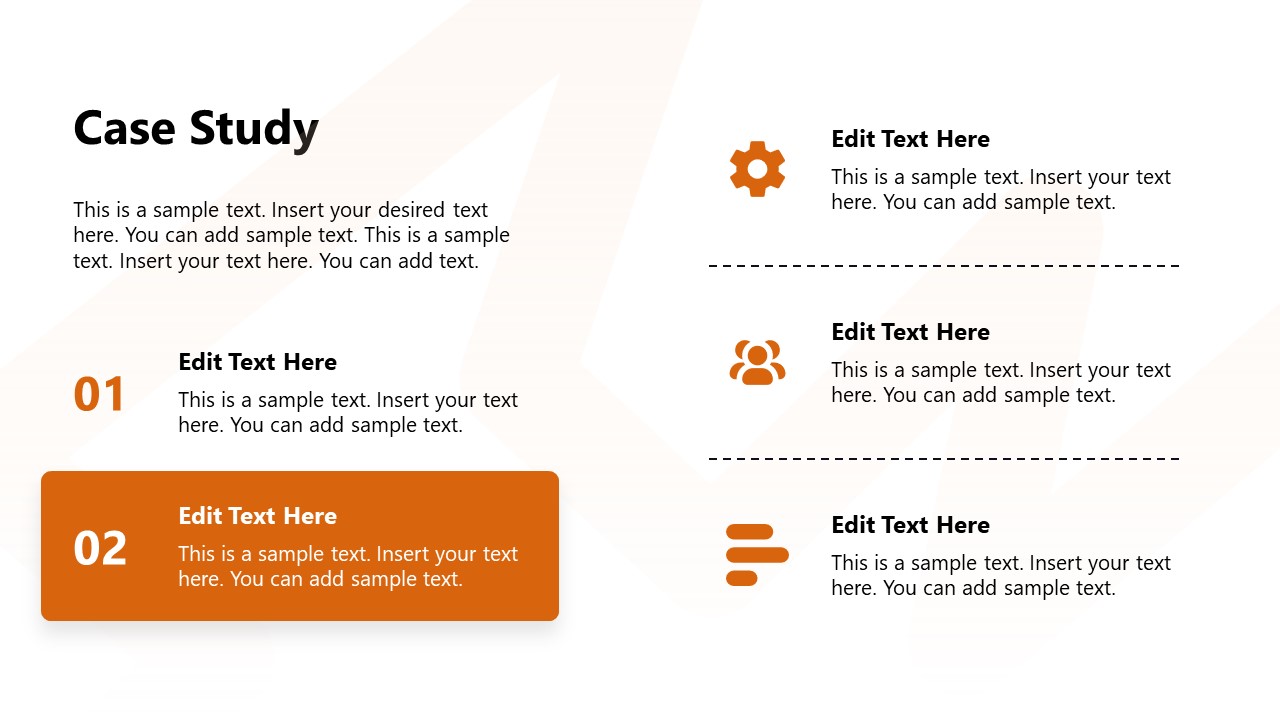 Case Study
This is a sample text. Insert your desired text
here. You can add sample text. This is a sample
text. Insert your text here. You can add text.
01
Edit Text Here
This is a sample text. Insert your text
here. You can add sample text.
02
Edit Text Here
This is a sample text. Insert your text
here. You can add sample text.
Edit Text Here
This is a sample text. Insert your text
here. You can add sample text.
Edit Text Here
This is a sample text. Insert your text
here. You can add sample text.
Edit Text Here
This is a sample text. Insert your text
here. You can add sample text.